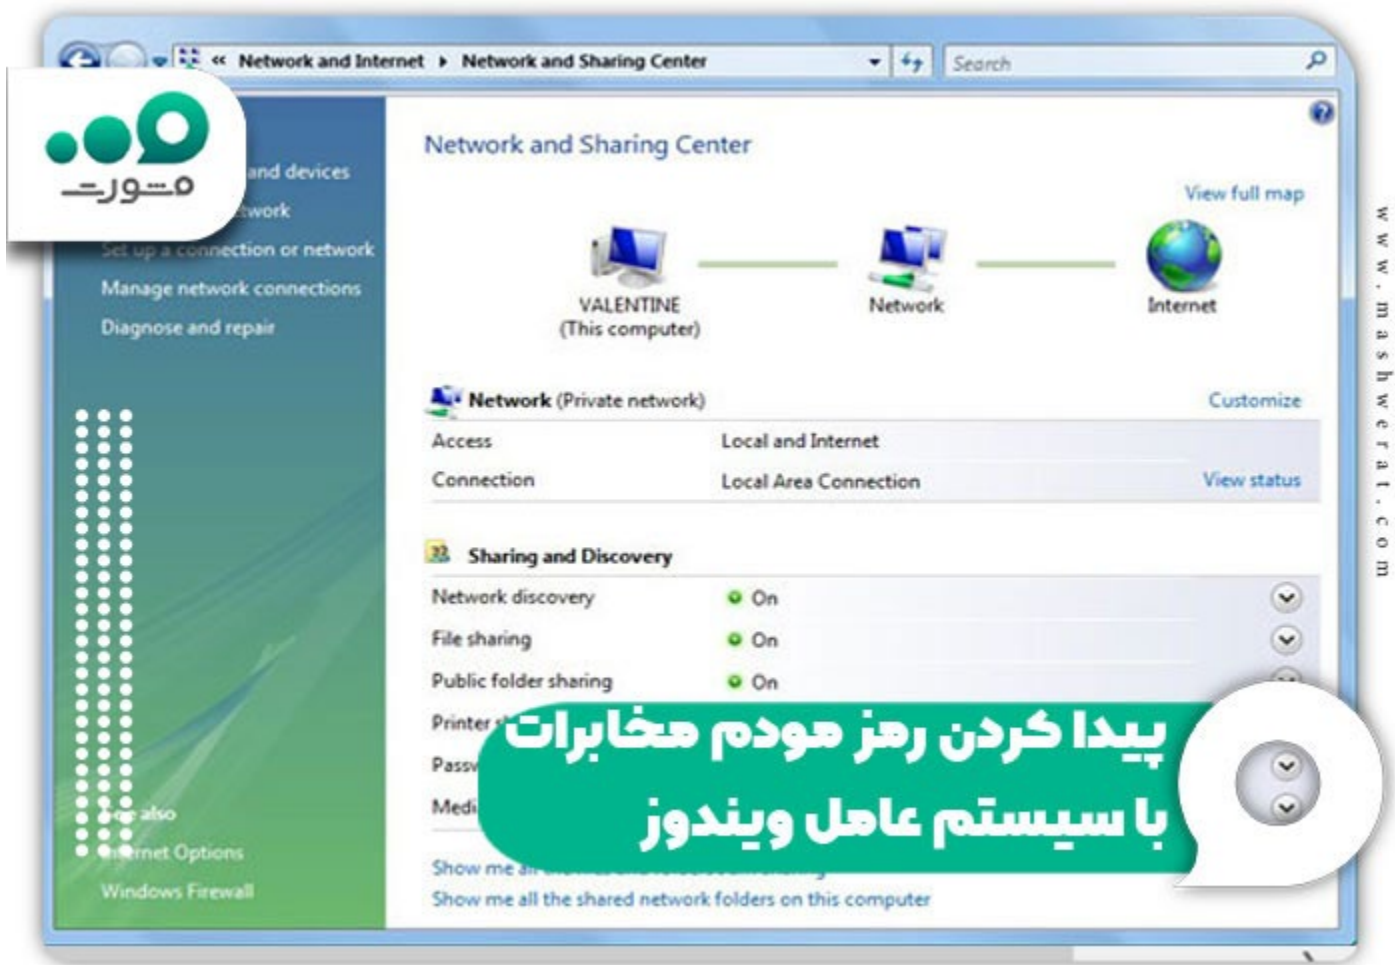 « Network and Internet ▸ Network and Sharing Center
Search
مشورت
and devices
Set up a connection or network
Manage network connections
Diagnose and repair
also
Options
Windows Firewall
Network and Sharing Center
View full map
VALENTINE
(This computer)
Network
Internet
Network (Private network)
Customize
Access Local and Internet
Connection Local Area Connection View status
Sharing and Discovery
Network discovery On
File sharing On
Public folder sharing On
Printer
پیدا کردن رمز مودم مخابرات
با سیستم عامل ویندوز
Show me
Show me all the shared network folders on this computer
www.mashwerat.com